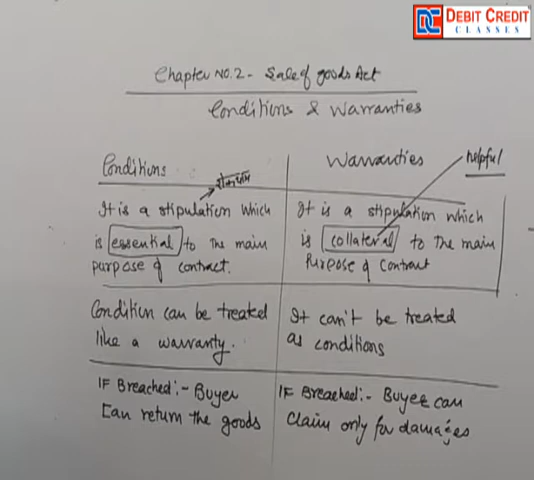 DEBIT CREDIT
CLASSES
Chapter No. 2 - Sale of goods Act
Conditions & Warranties
Conditions
Warranties
helpful
It is a stipulation which
is essential to the main
purpose of contract.
It is a stipulation which
is collateral to the main
Purpose of Contract
Condition can be treated
like a warranty.
It can't be treated
as conditions
IF Breached:- Buyer
Can return the goods
IF Breached:- Buyer can
Claim only for damages